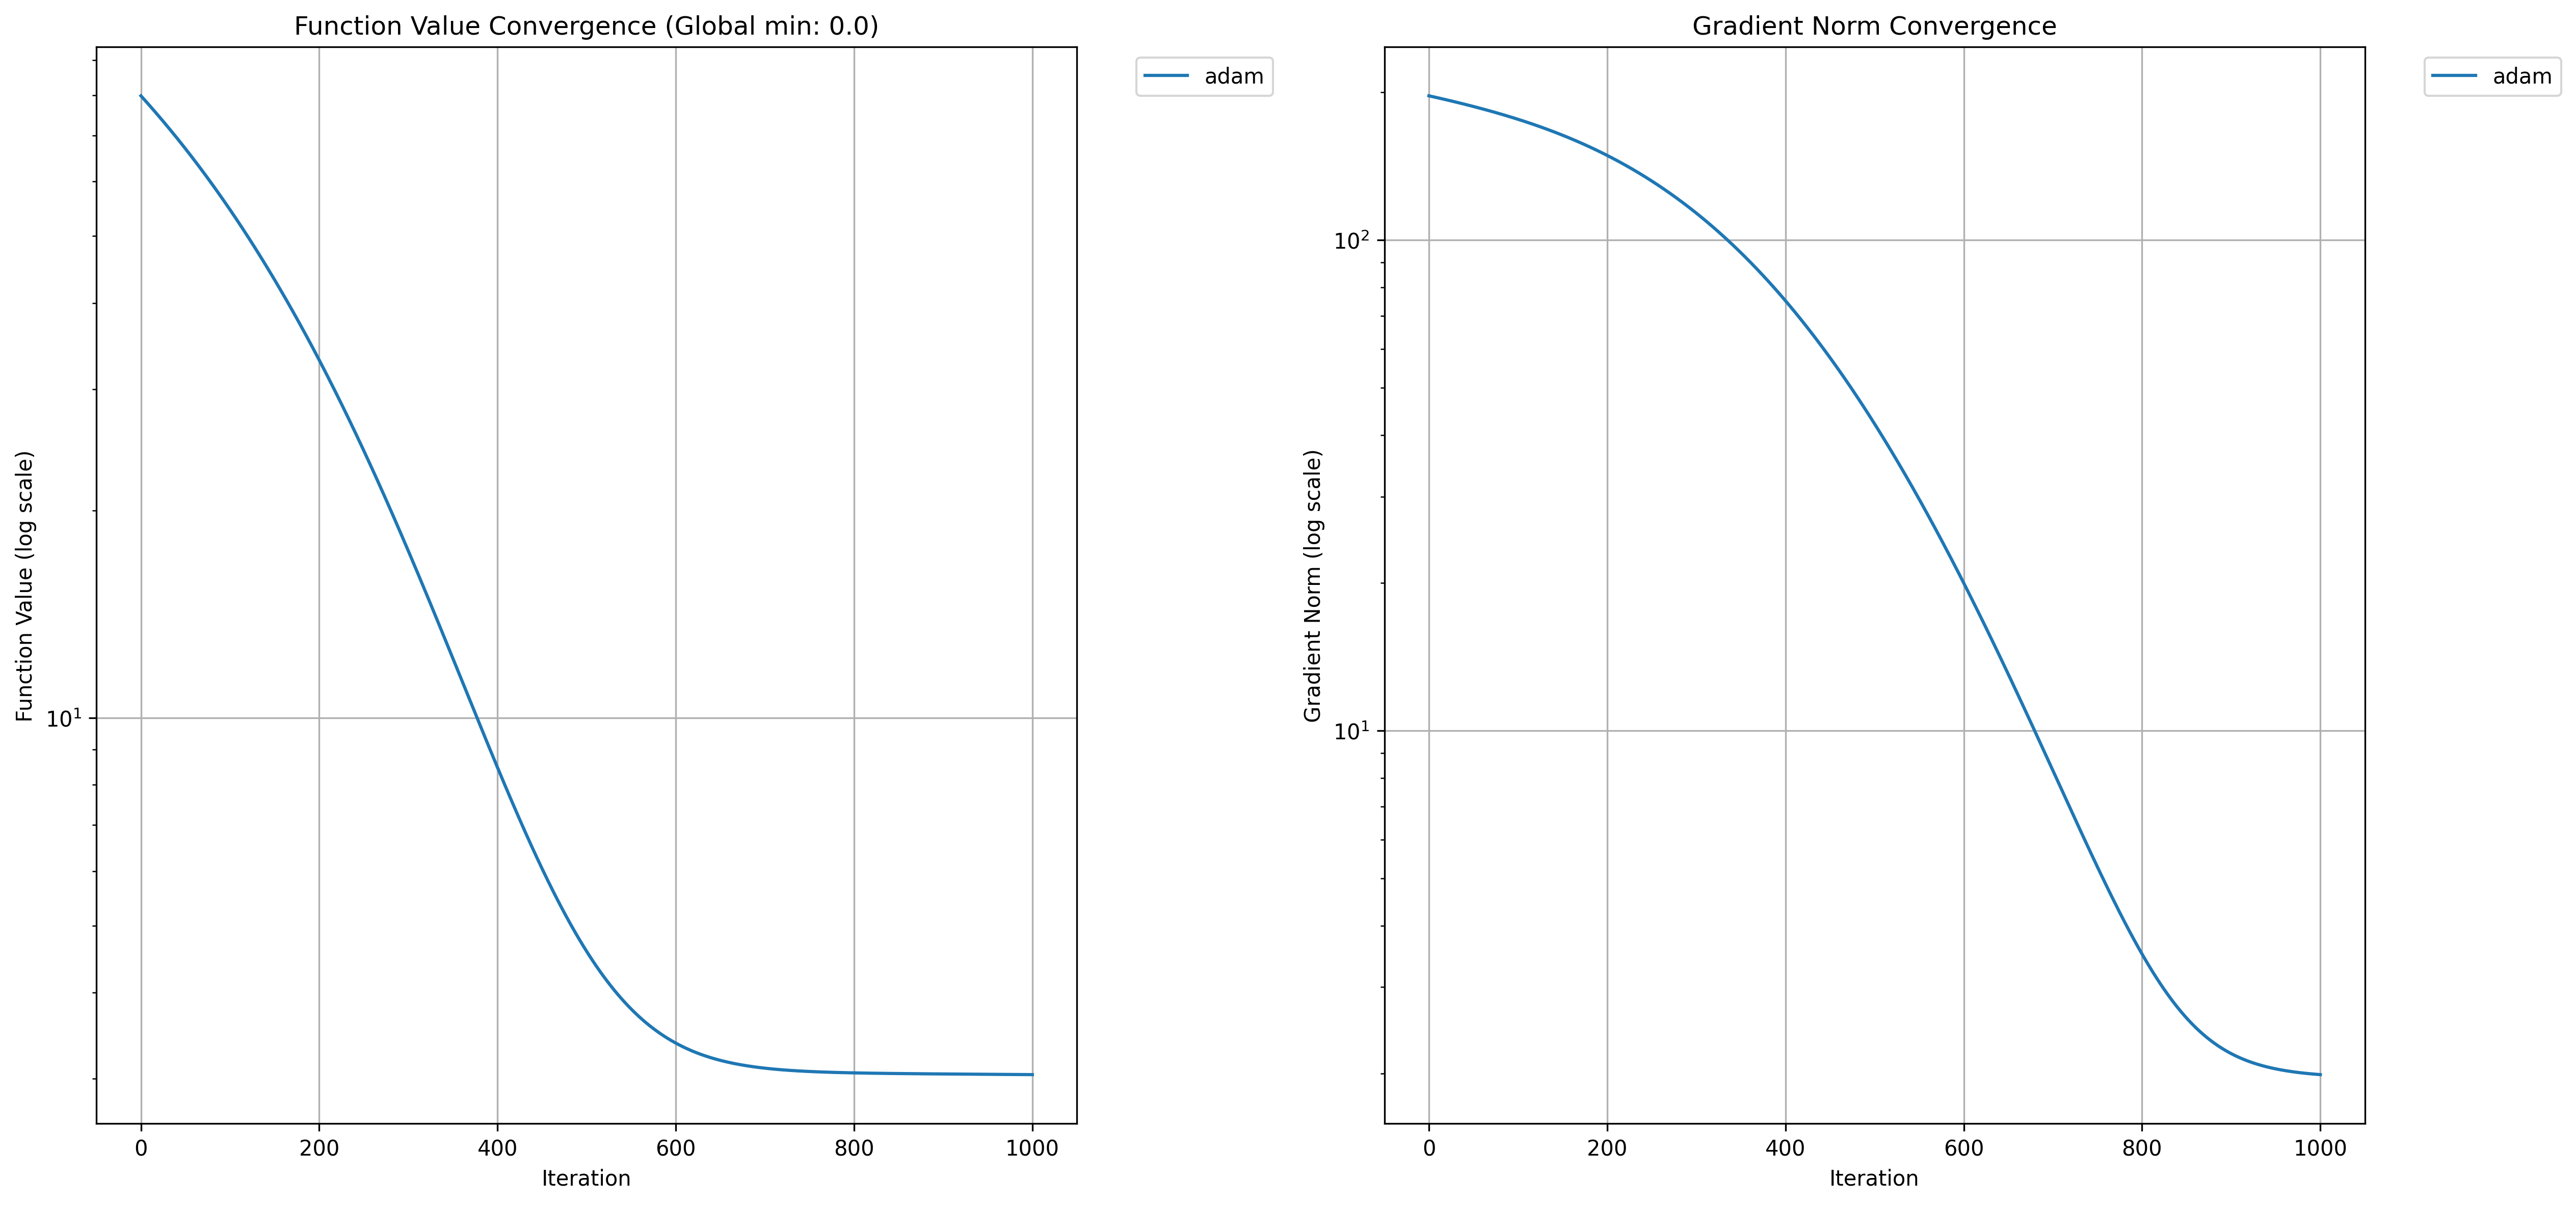 Function Value Convergence (Global min: 0.0)
adam
Function Value (log scale)
10¹
0 200 400 600 800 1000
Iteration
Gradient Norm Convergence
adam
Gradient Norm (log scale)
10²
10¹
0 200 400 600 800 1000
Iteration